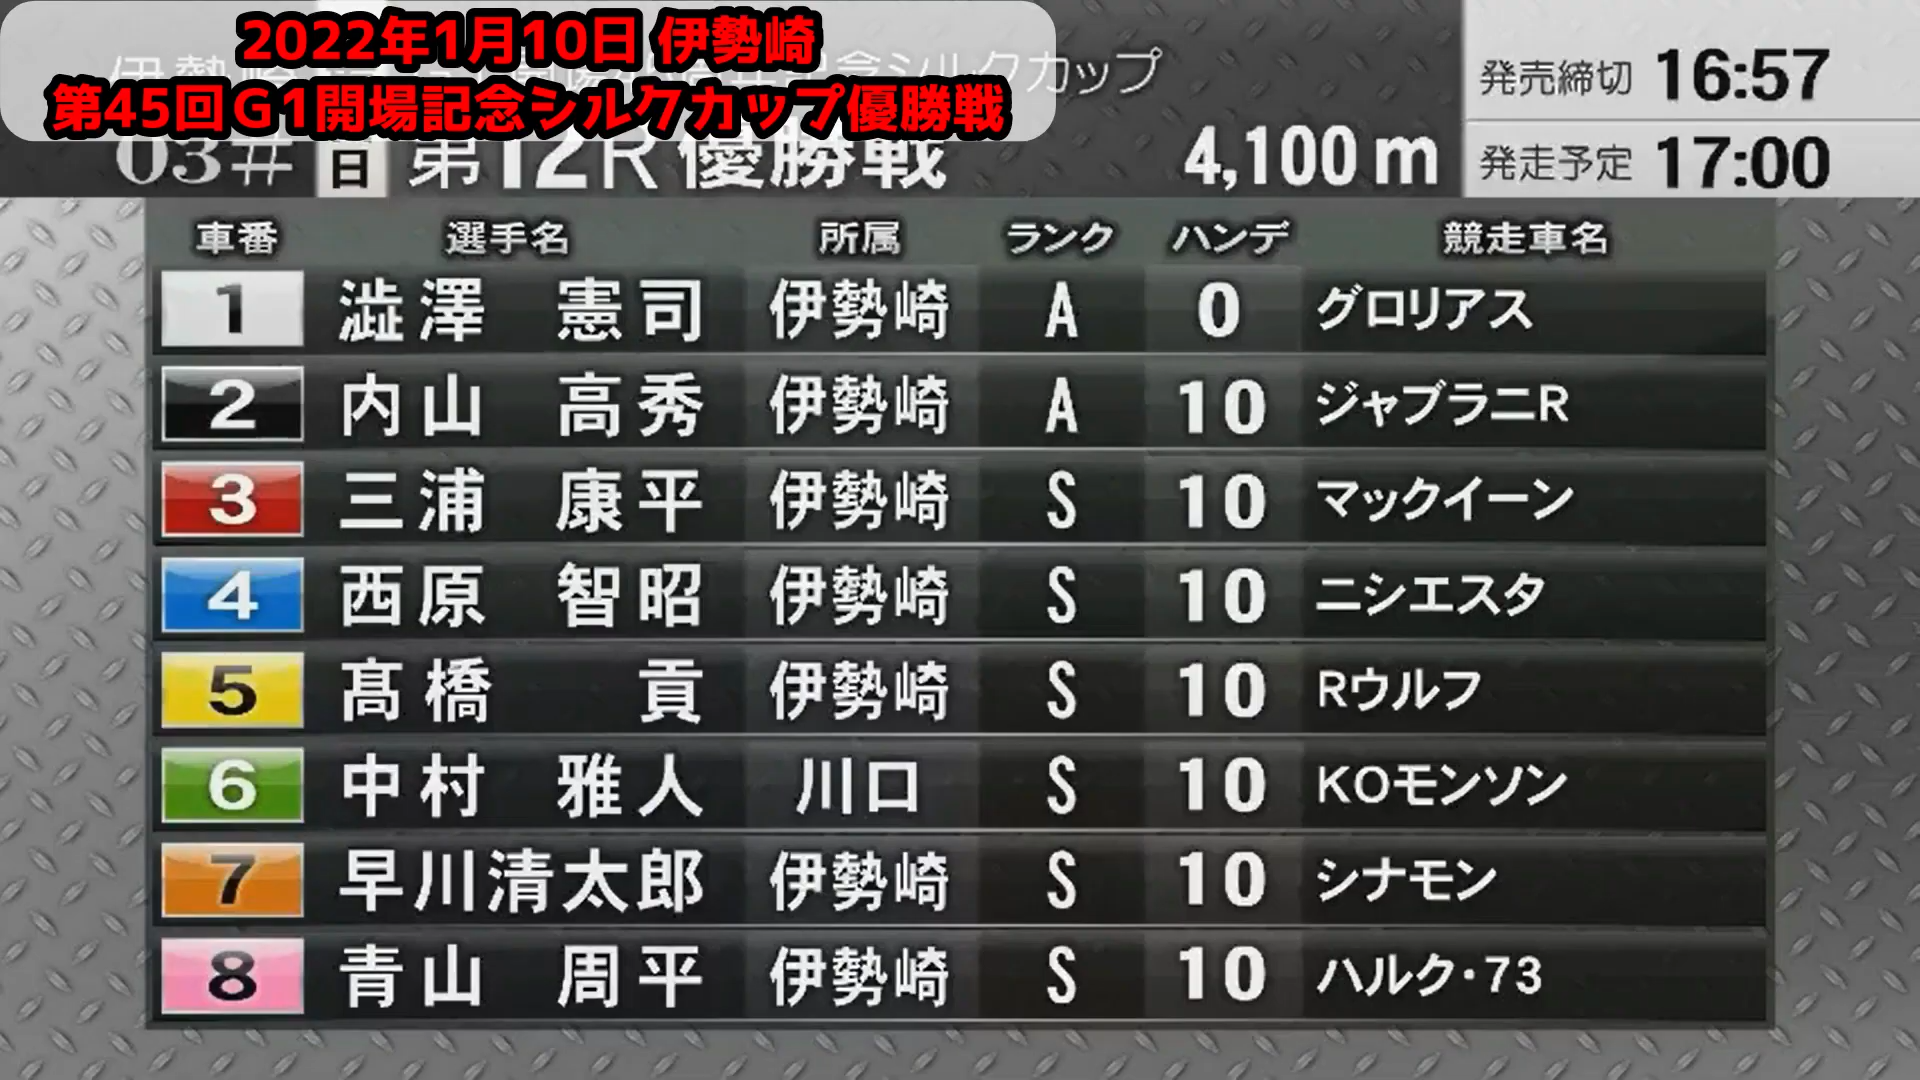 2022年1月10日 伊勢崎
第45回G1開場記念シルクカップ優勝戦
念シルクカップ
03# 日 第12R 優勝戦 4,100m
発売締切 16:57
発走予定 17:00
車番 選手名 所属 ランク ハンデ 競走車名
1 澁澤 憲司 伊勢崎 A 0 グロリアス
2 内山 高秀 伊勢崎 A 10 ジャブラニR
3 三浦 康平 伊勢崎 S 10 マックイーン
4 西原 智昭 伊勢崎 S 10 ニシエスタ
5 髙橋 貢 伊勢崎 S 10 Rウルフ
6 中村 雅人 川口 S 10 KOモンソン
7 早川清太郎 伊勢崎 S 10 シナモン
8 青山 周平 伊勢崎 S 10 ハルク・73